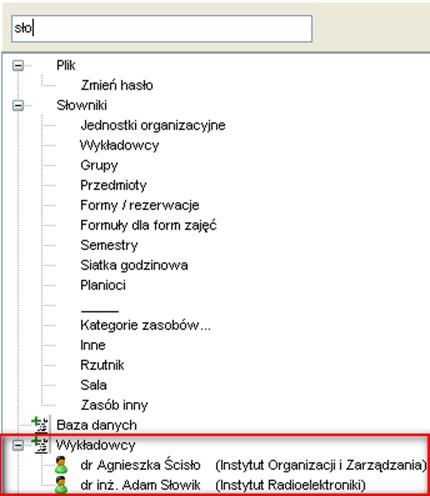 sło
Plik
Zmień hasło
Słowniki
Jednostki organizacyjne
Wykładowcy
Grupy
Przedmioty
Formy / rezerwacje
Formuły dla form zajęć
Semestry
Siatka godzinowa
Planioci
_____
Kategorie zasobów...
Inne
Rzutnik
Sala
Zasób inny
Baza danych
Wykładowcy
dr Agnieszka Ścisło (Instytut Organizacji i Zarządzania)
dr inż. Adam Słowik (Instytut Radioelektroniki)